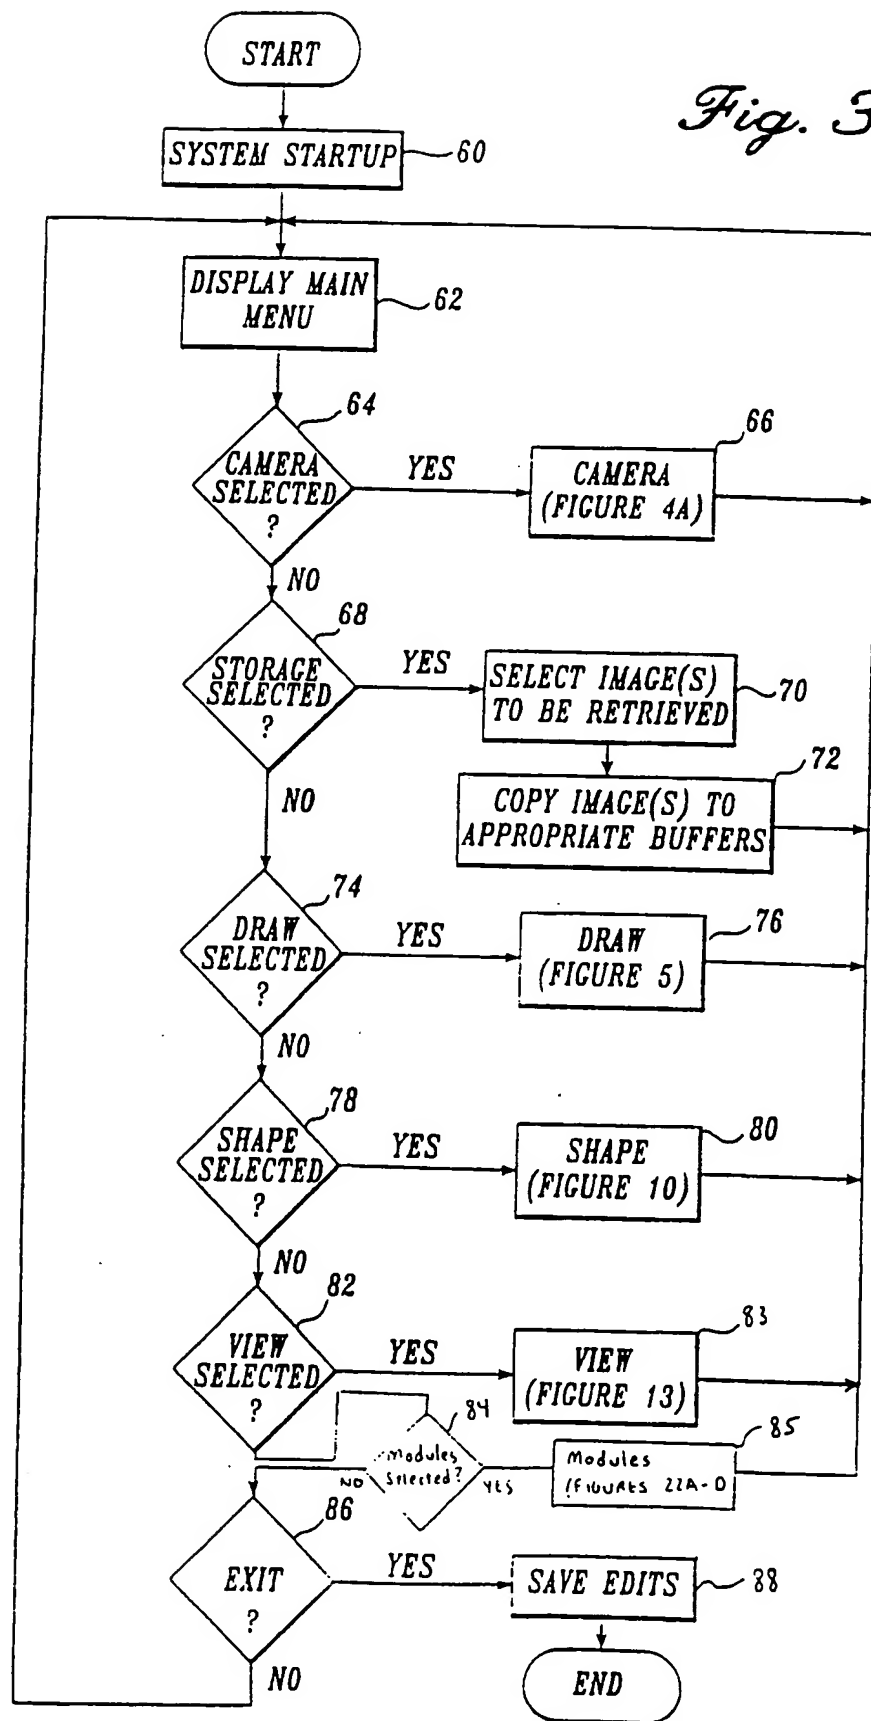 START
Fig. 3
SYSTEM STARTUP
60
DISPLAY MAIN
MENU
62
64
CAMERA
SELECTED
?
YES
66
CAMERA
(FIGURE 4A)
NO
68
STORAGE
SELECTED
?
YES
SELECT IMAGE(S)
TO BE RETRIEVED
70
72
COPY IMAGE(S) TO
APPROPRIATE BUFFERS
NO
74
DRAW
SELECTED
?
YES
76
DRAW
(FIGURE 5)
NO
78
SHAPE
SELECTED
?
YES
80
SHAPE
(FIGURE 10)
NO
82
VIEW
SELECTED
?
YES
83
VIEW
(FIGURE 13)
84
Modules
Selected?
NO
YES
85
Modules
(FIGURES 22A-D
86
EXIT
?
YES
SAVE EDITS
88
NO
END